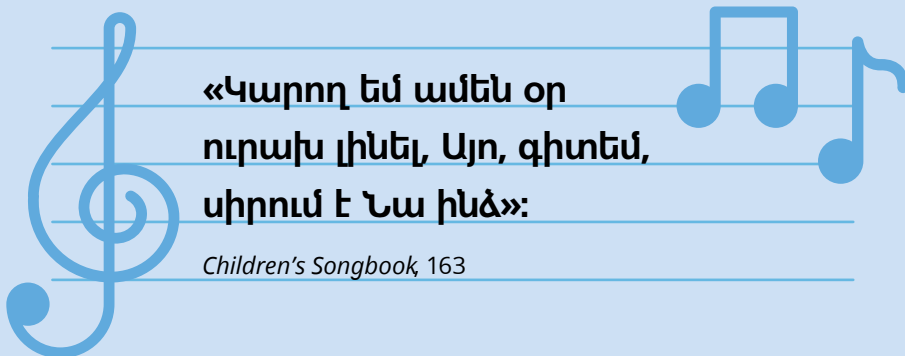 «Կարող եմ ամեն օր
ուրախ լինել, Այո, գիտեմ,
սիրում է Նա ինձ»:
Children’s Songbook, 163